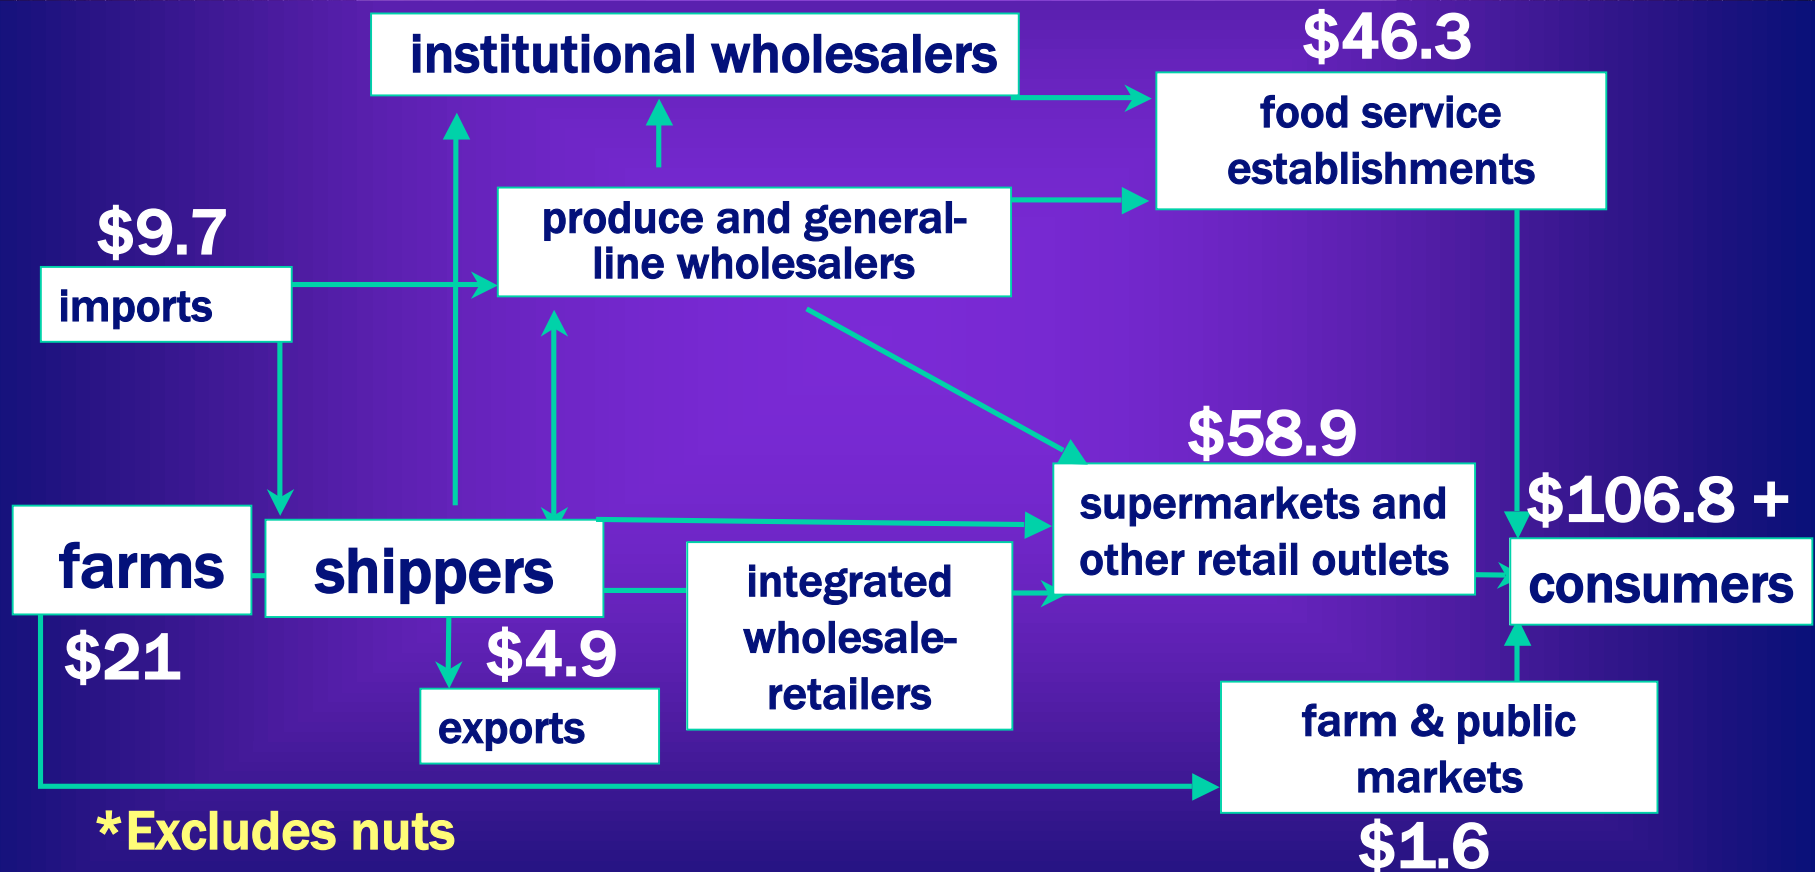 institutional wholesalers
$46.3
food service
establishments
produce and general-
line wholesalers
$9.7
imports
$58.9
supermarkets and
other retail outlets
$106.8 +
consumers
farms
$21
shippers
$4.9
exports
integrated
wholesale-
retailers
farm & public
markets
$1.6
*Excludes nuts